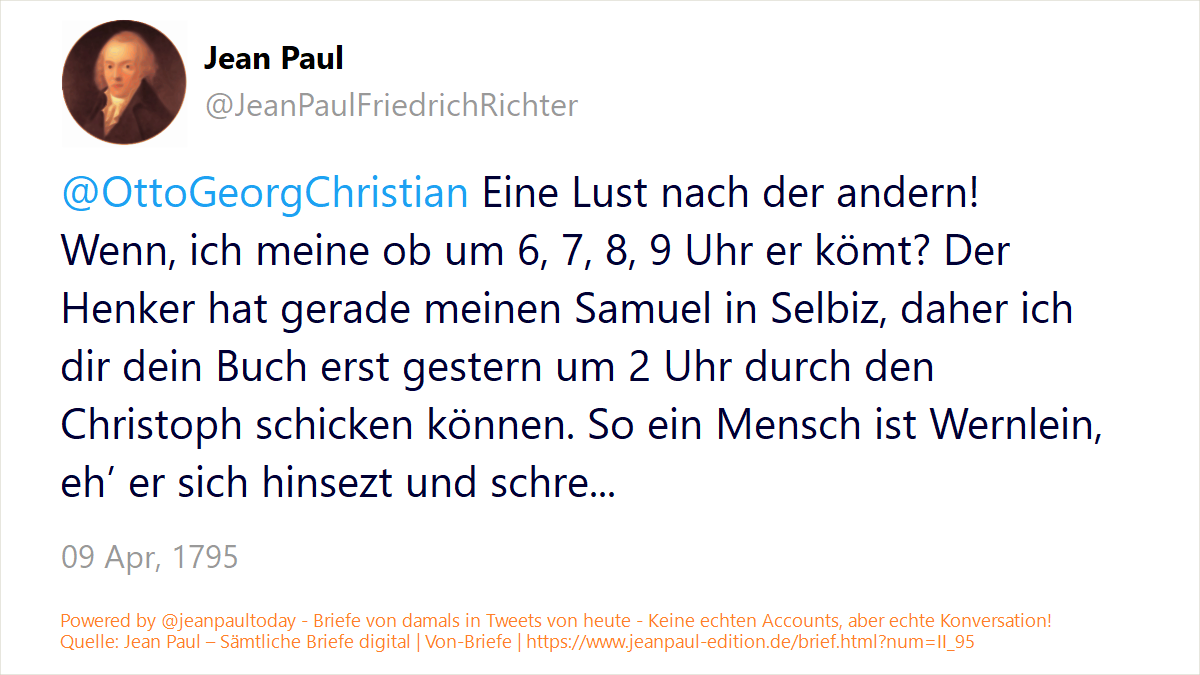 Jean Paul
@JeanPaulFriedrichRichter
@OttoGeorgChristian Eine Lust nach der andern!
Wenn, ich meine ob um 6, 7, 8, 9 Uhr er kömt? Der
Henker hat gerade meinen Samuel in Selbiz, daher ich
dir dein Buch erst gestern um 2 Uhr durch den
Christoph schicken können. So ein Mensch ist Wernlein,
eh’ er sich hinsezt und schre...
09 Apr, 1795
Powered by @jeanpaultoday - Briefe von damals in Tweets von heute - Keine echten Accounts, aber echte Konversation!
Quelle: Jean Paul – Sämtliche Briefe digital | Von-Briefe | https://www.jeanpaul-edition.de/brief.html?num=II_95